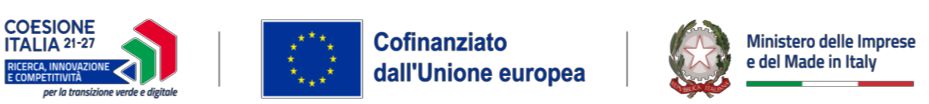 COESIONE
ITALIA 21-27
RICERCA, INNOVAZIONE
E COMPETITIVITÀ
per la transizione verde e digitale
Cofinanziato
dall'Unione europea
Ministero delle Imprese
e del Made in Italy